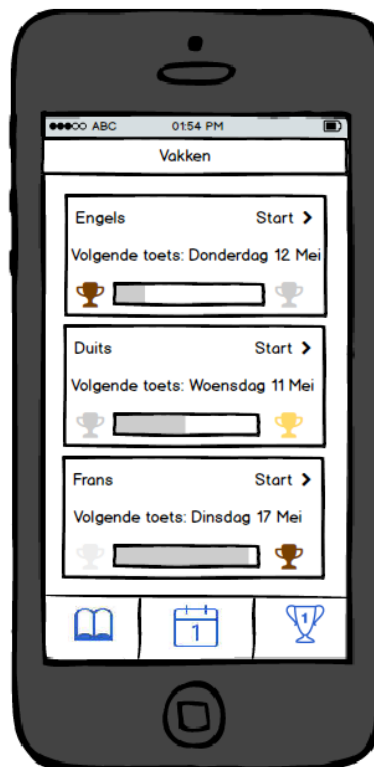 ABC 01:54 PM
Vakken
Engels Start >
Volgende toets: Donderdag 12 Mei
Duits Start >
Volgende toets: Woensdag 11 Mei
Frans Start >
Volgende toets: Dinsdag 17 Mei
1 1